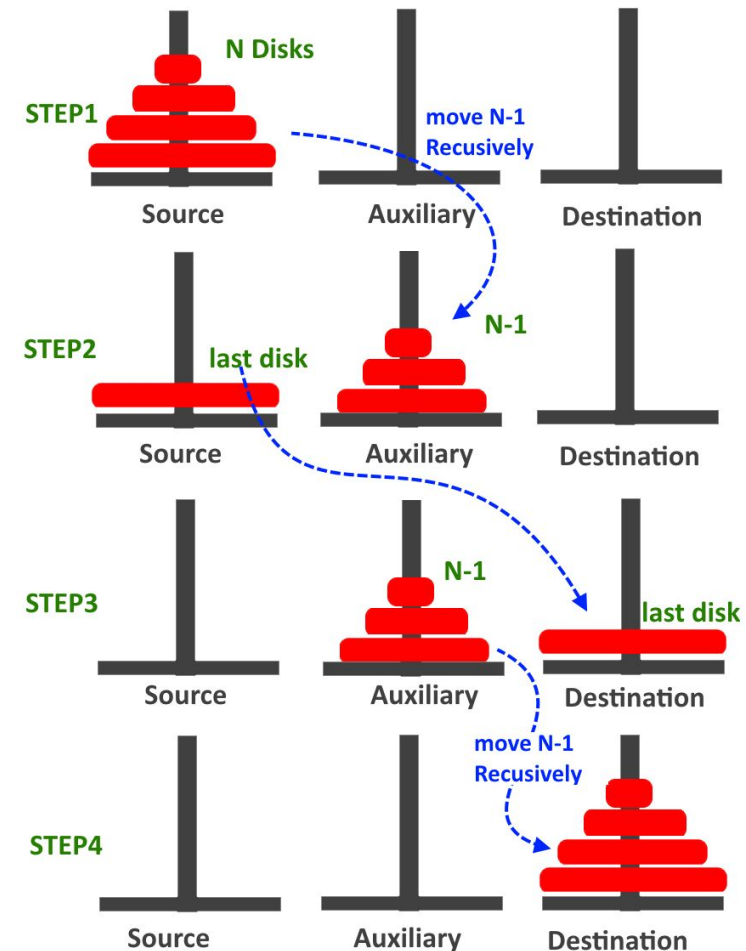 N Disks
STEP1
move N-1
Recusively
Source
Auxiliary
Destination
STEP2
last disk
N-1
Source
Auxiliary
Destination
N-1
STEP3
last disk
Source
Auxiliary
Destination
move N-1
Recusively
STEP4
Source
Auxiliary
Destination